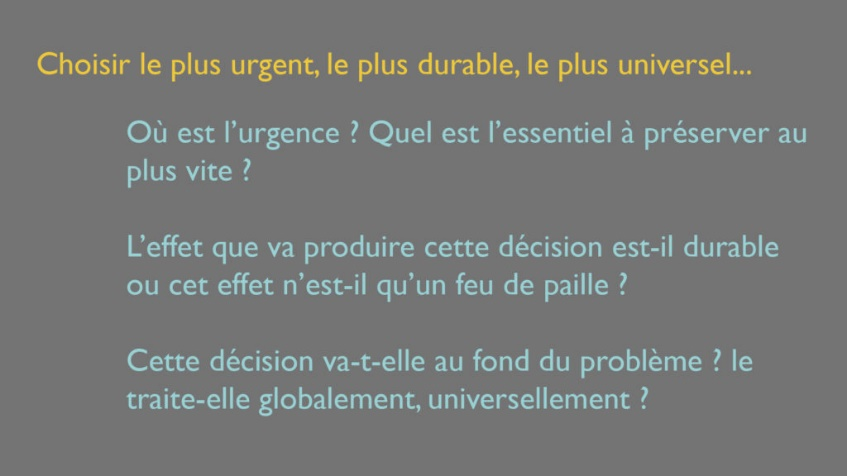 Choisir le plus urgent, le plus durable, le plus universel...
Où est l’urgence ? Quel est l’essentiel à préserver au
plus vite ?
L’effet que va produire cette décision est-il durable
ou cet effet n’est-il qu’un feu de paille ?
Cette décision va-t-elle au fond du problème ? le
traite-elle globalement, universellement ?